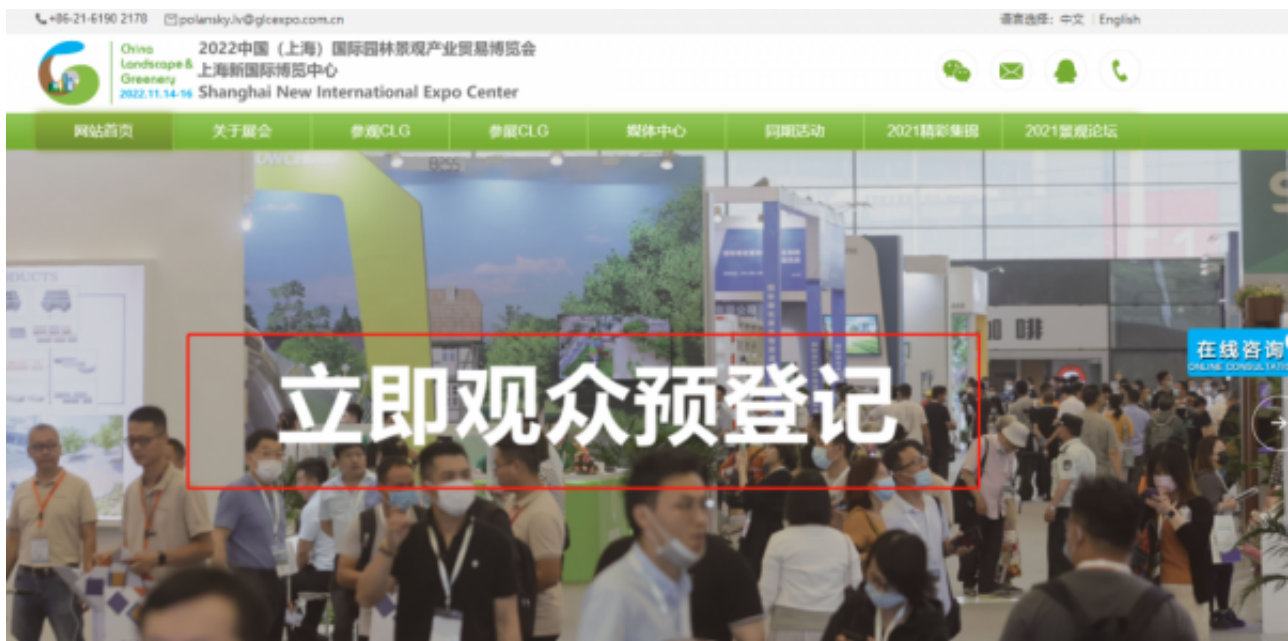 +86-21-6190 2178 polansky.lv@glcexpo.com.cn 语言选择：中文 | English
China
Landscape &
Greenery
2022.11.14-16
2022中国（上海）国际园林景观产业贸易博览会
上海新国际博览中心
Shanghai New International Expo Center
网站首页 关于展会 参观CLG 参展CLG 媒体中心 同期活动 2021精彩集锦 2021景观论坛
B255
PRODUCTS
咖啡
立即观众预登记
在线咨询
ONLINE CONSULTATIO